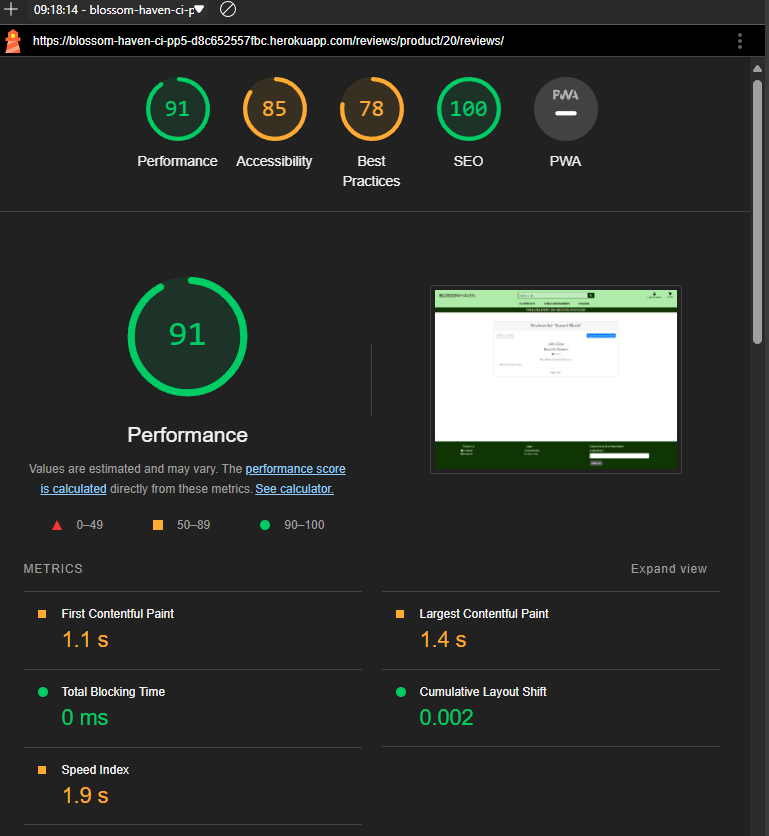 09:18:14 - blossom-haven-ci-p
https://blossom-haven-ci-pp5-d8c652557fbc.herokuapp.com/reviews/product/20/reviews/
91 85 78 100 PWA
Performance Accessibility Best Practices SEO PWA
91
BLOSSOM HAVEN
Performance
Values are estimated and may vary. The performance score
is calculated directly from these metrics. See calculator.
0–49 50–89 90–100
METRICS Expand view
First Contentful Paint Largest Contentful Paint
1.1 s 1.4 s
Total Blocking Time Cumulative Layout Shift
0 ms 0.002
Speed Index
1.9 s